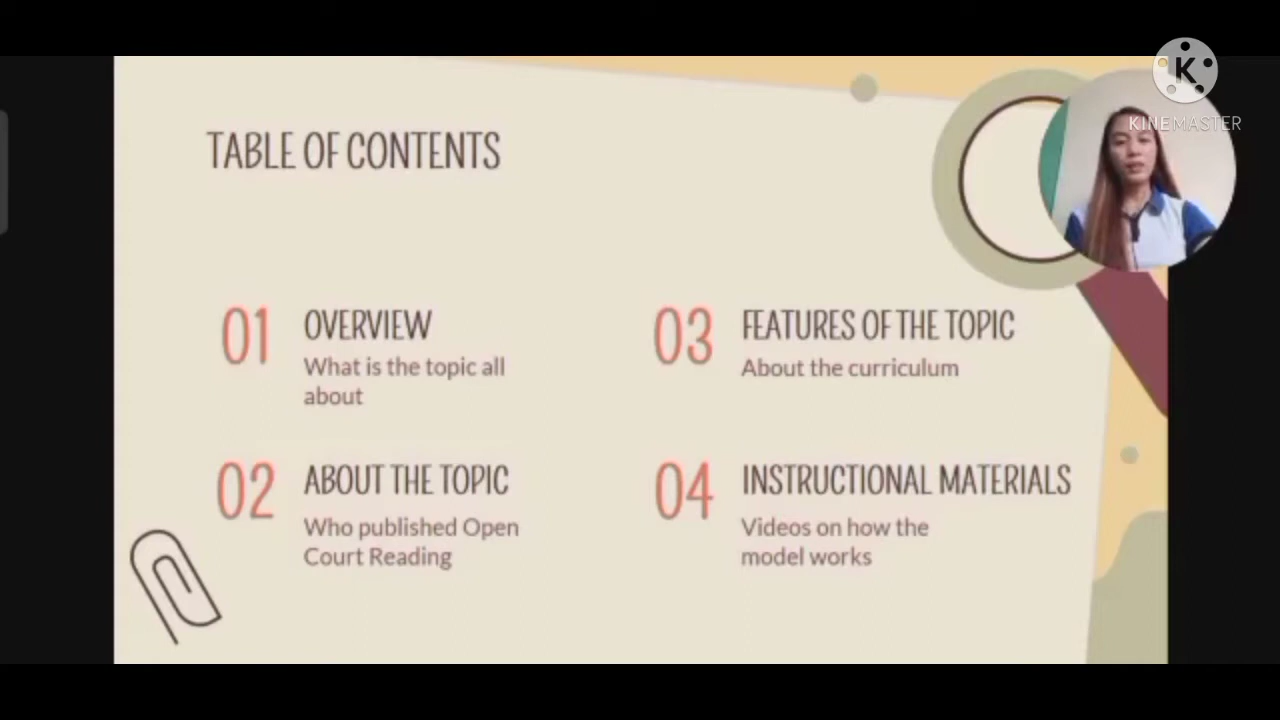 K
KINEMASTER
TABLE OF CONTENTS
01
OVERVIEW
What is the topic all
about
02
ABOUT THE TOPIC
Who published Open
Court Reading
03
FEATURES OF THE TOPIC
About the curriculum
04
INSTRUCTIONAL MATERIALS
Videos on how the
model works